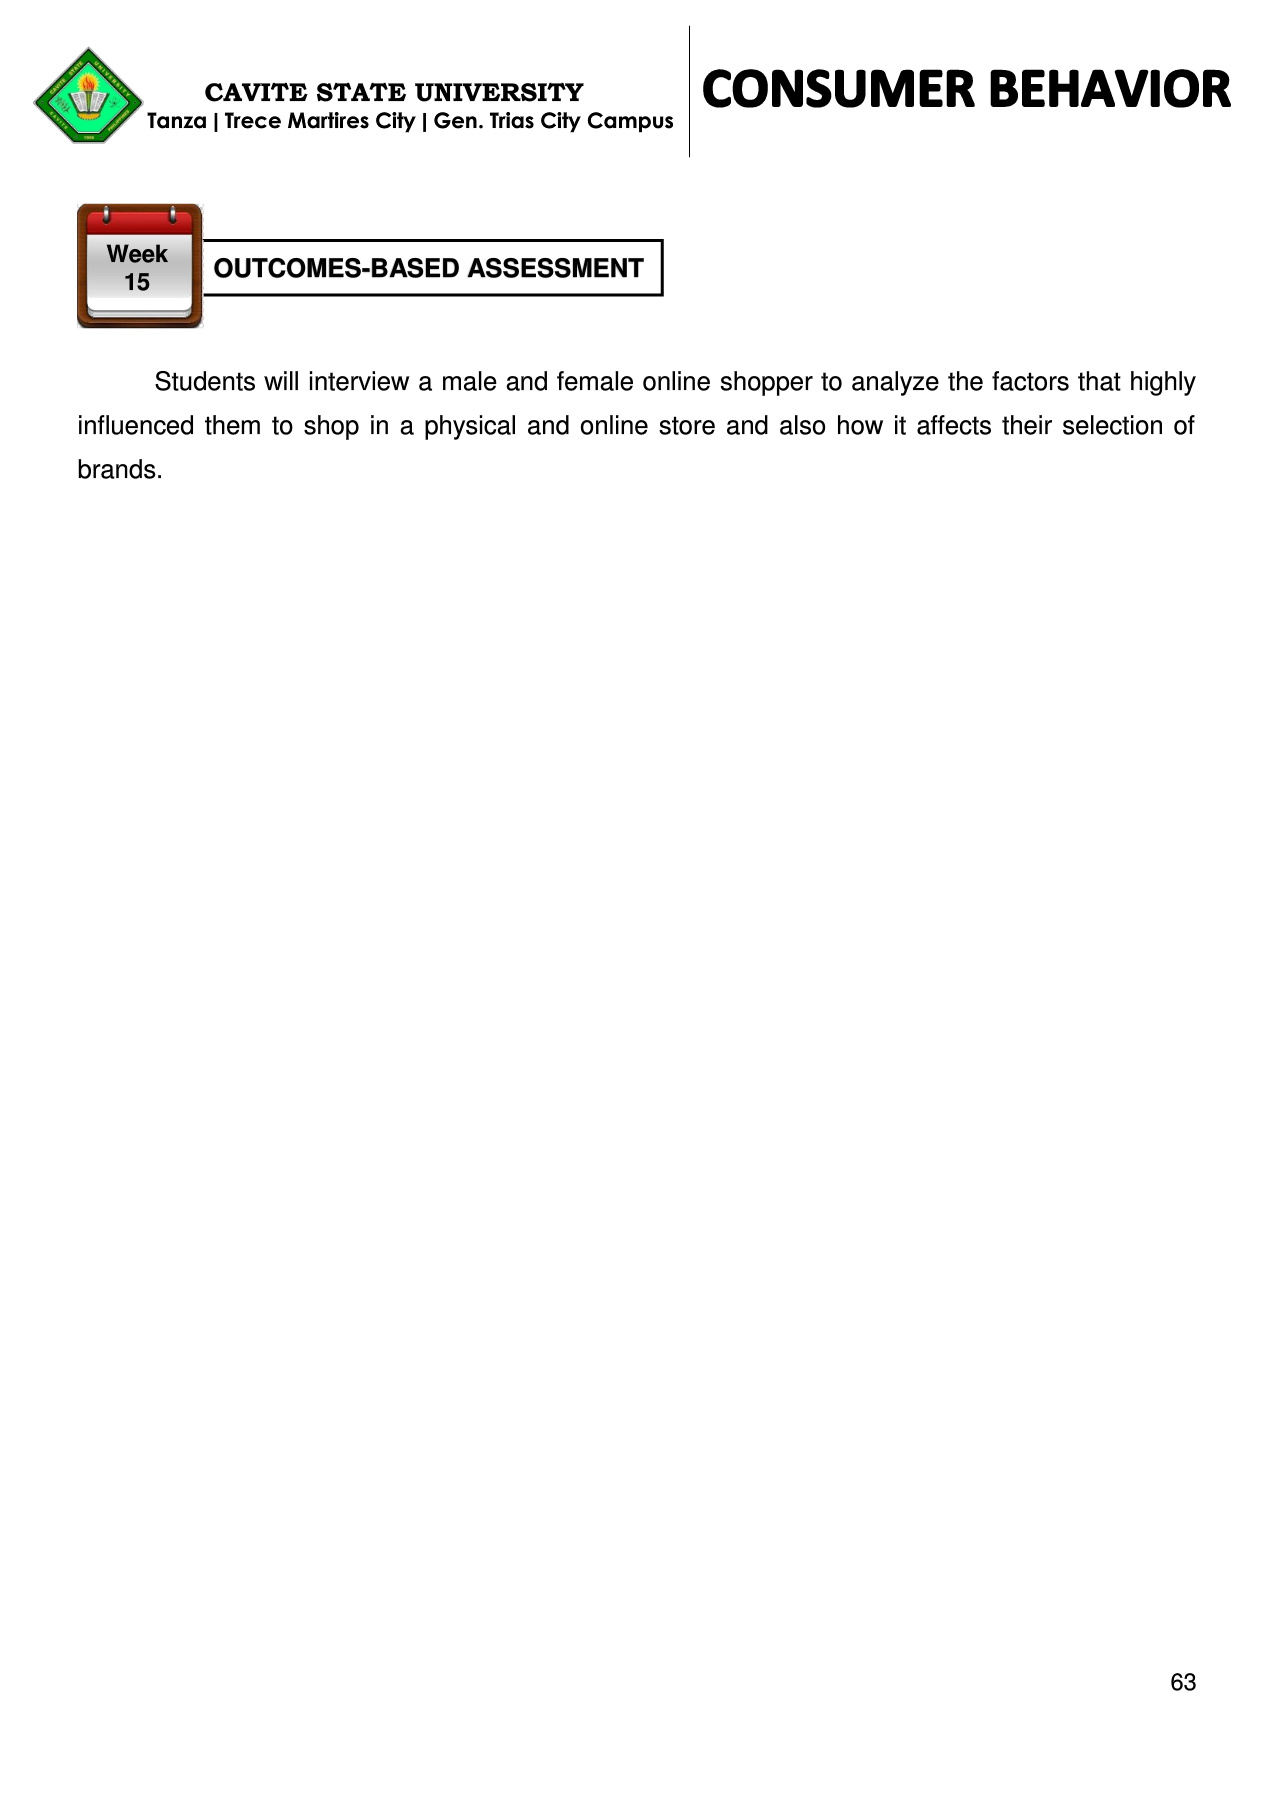 CAVITE STATE UNIVERSITY
Tanza | Trece Martires City | Gen. Trias City Campus
CONSUMER BEHAVIOR
Week
15
OUTCOMES-BASED ASSESSMENT
Students will interview a male and female online shopper to analyze the factors that highly
influenced them to shop in a physical and online store and also how it affects their selection of
brands.
63